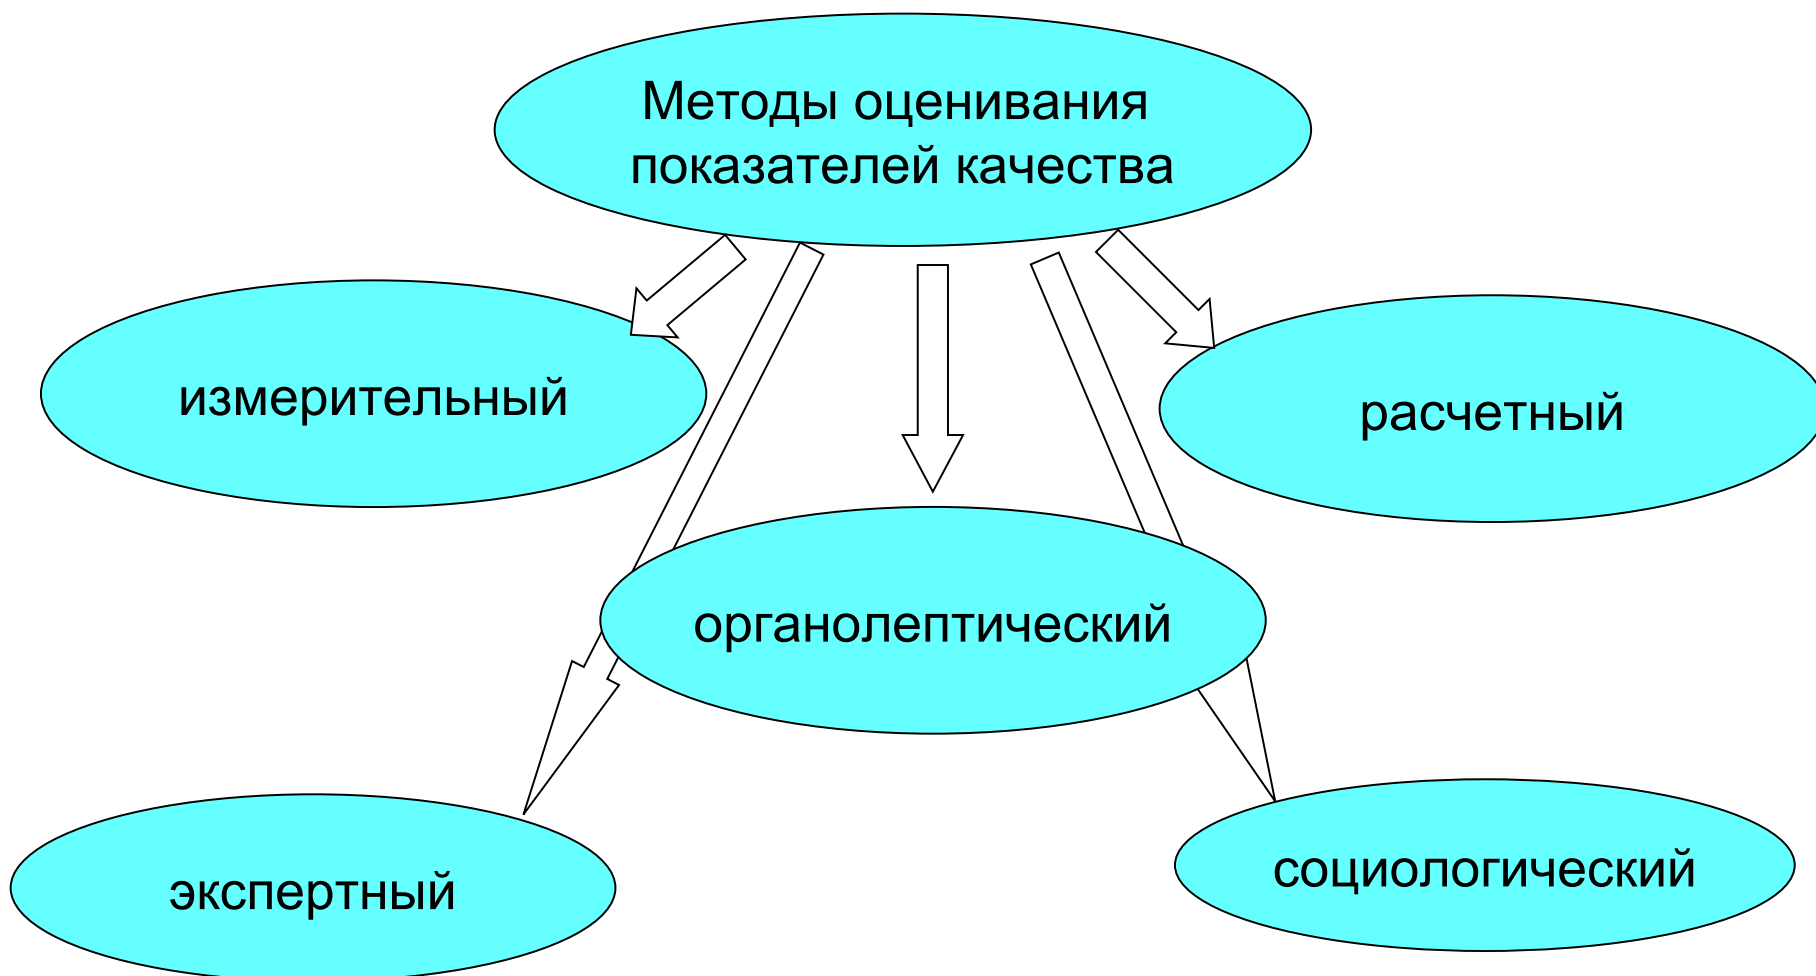 Методы оценивания
показателей качества
измерительный
расчетный
органолептический
экспертный
социологический